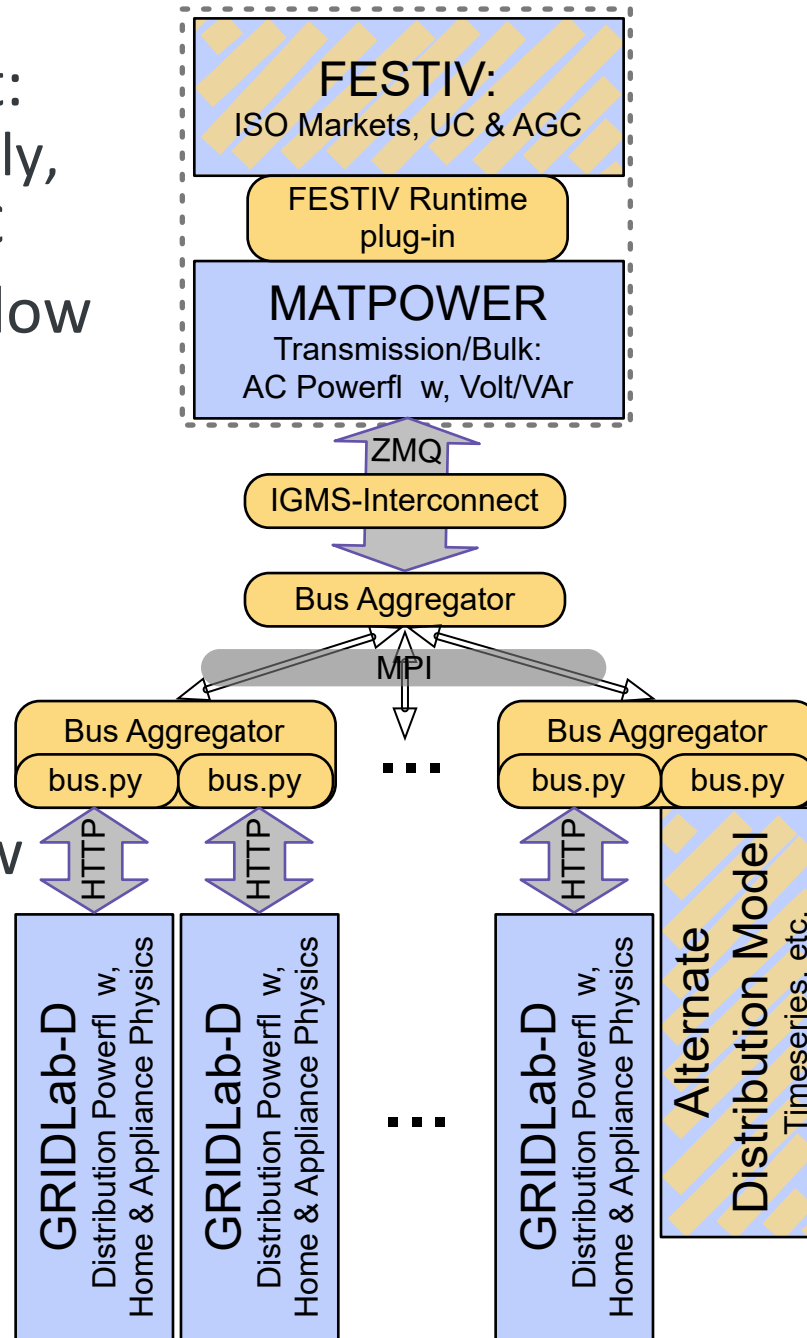 t:
ly,
t
low
w
FESTIV:
ISO Markets, UC & AGC
FESTIV Runtime
plug-in
MATPOWER
Transmission/Bulk:
AC Powerfl w, Volt/VAr
ZMQ
IGMS-Interconnect
Bus Aggregator
MPI
Bus Aggregator
bus.py
bus.py
...
Bus Aggregator
bus.py
bus.py
HTTP
HTTP
HTTP
GRIDLab-D
Distribution Powerfl w,
Home & Appliance Physics
GRIDLab-D
Distribution Powerfl w,
Home & Appliance Physics
...
GRIDLab-D
Distribution Powerfl w,
Home & Appliance Physics
Alternate
Distribution Model
Timeseries, etc.